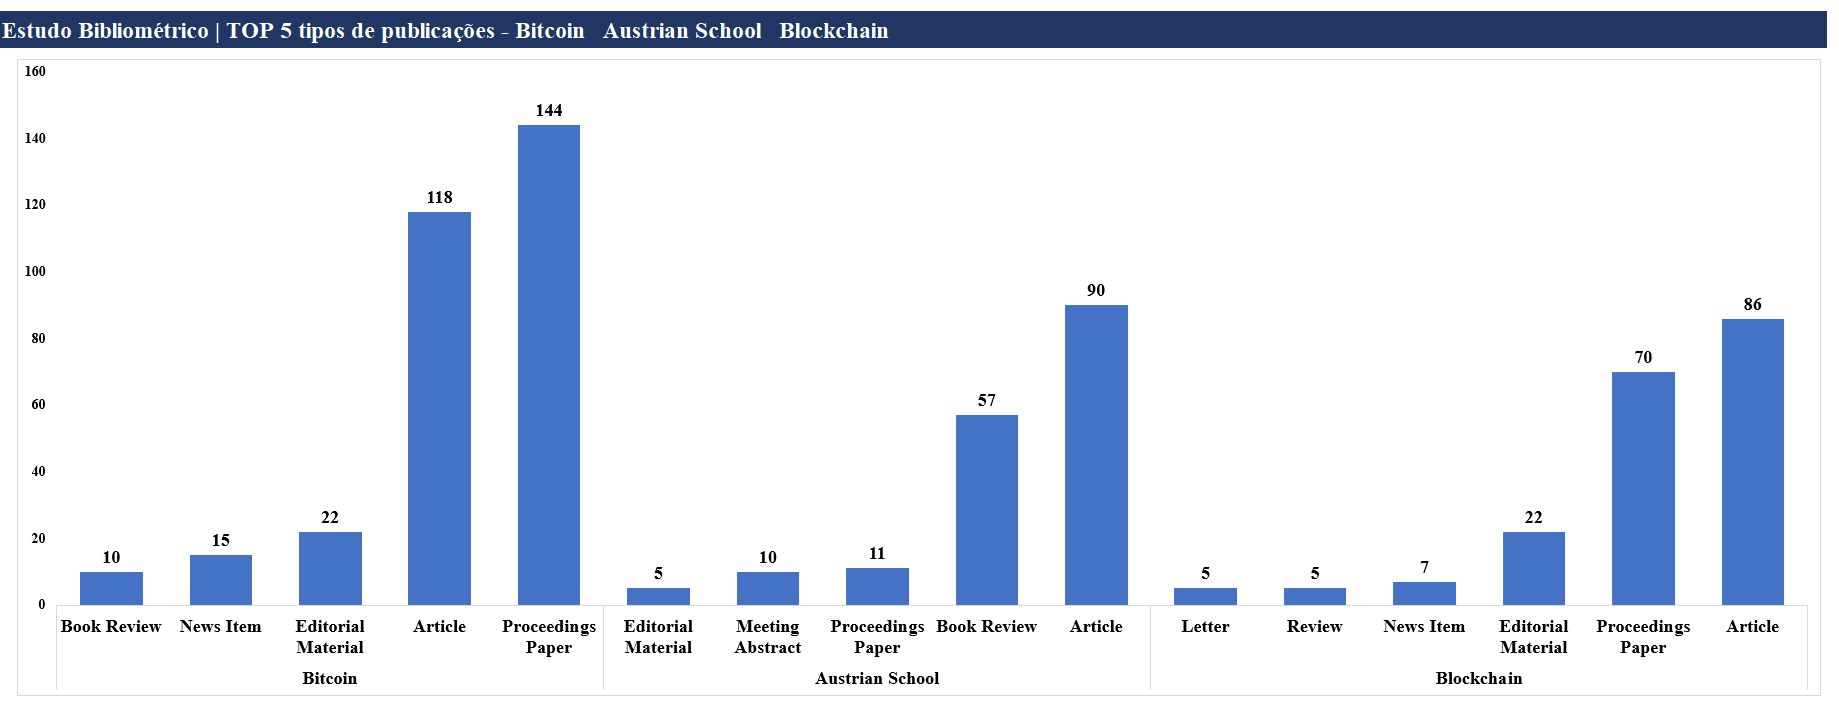 Estudo Bibliométrico | TOP 5 tipos de publicações - Bitcoin   Austrian School   Blockchain
160
140
120
100
80
60
40
20
0
10
15
22
118
144
5
10
11
57
90
5
5
7
22
70
86
Book Review
News Item
Editorial
Material
Article
Proceedings
Paper
Editorial
Material
Meeting
Abstract
Proceedings
Paper
Book Review
Article
Letter
Review
News Item
Editorial
Material
Proceedings
Paper
Article
Bitcoin
Austrian School
Blockchain